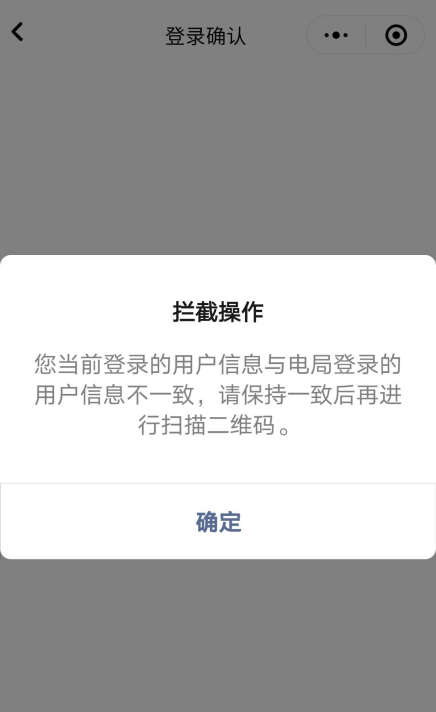 登录确认
拦截操作
您当前登录的用户信息与电局登录的
用户信息不一致，请保持一致后再进
行扫描二维码。
确定